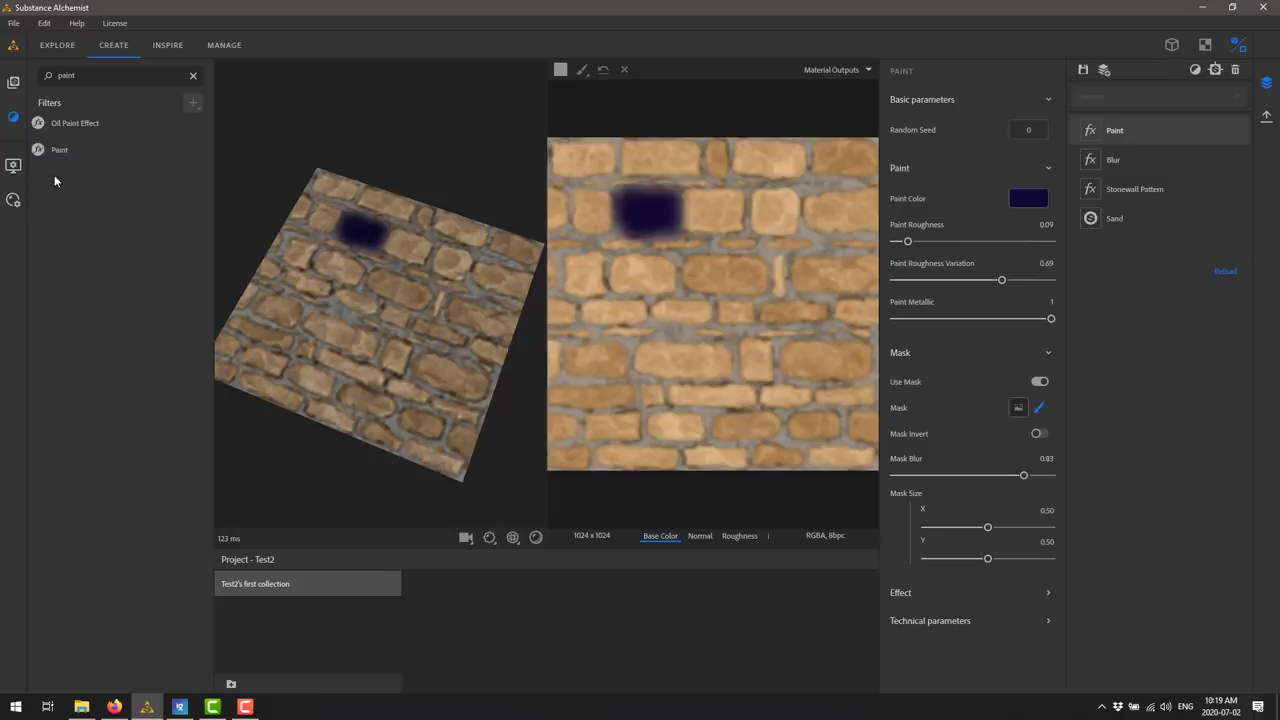 Substance Alchemist
File Edit Help License
EXPLORE CREATE INSPIRE MANAGE
paint
Filters
Oil Paint Effect
Paint
Material Outputs
123 ms
1024 x 1024 Base Color Normal Roughness RGBA, 8bpc
Project - Test2
Test2's first collection
PAINT
Basic parameters
Random Seed 0
Paint
Paint Color
Paint Roughness 0.09
Paint Roughness Variation 0.69
Paint Metallic 1
Mask
Use Mask
Mask
Mask Invert
Mask Blur 0.83
Mask Size
X 0.50
Y 0.50
Effect
Technical parameters
Paint
Blur
Stonewall Pattern
Sand
Reload
ENG
10:19 AM
2020-07-02